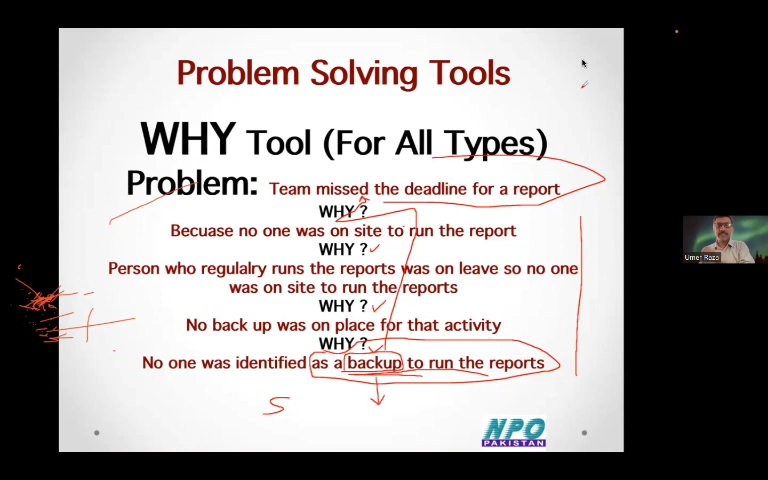 Problem Solving Tools
WHY Tool (For All Types)
Problem: Team missed the deadline for a report
WHY ?
Becuase no one was on site to run the report
WHY ?
Person who regulalry runs the reports was on leave so no one
was on site to run the reports
WHY ?
No back up was on place for that activity
WHY ?
No one was identified as a backup to run the reports
S
NPO
PAKISTAN
Umer Raza